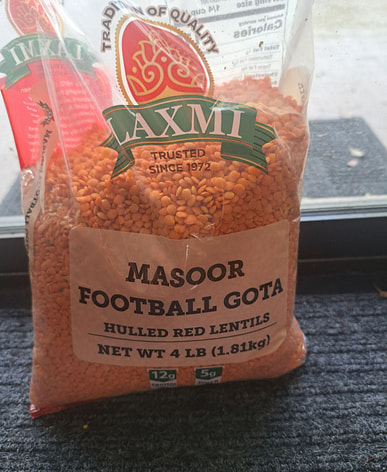 TRADITION OF QUALITY
LAXMI
TRUSTED
SINCE 1972
MASOOR
FOOTBALL GOTA
HULLED RED LENTILS
NET WT 4 LB (1.81kg)
12g 5g
LAXMI
Calories